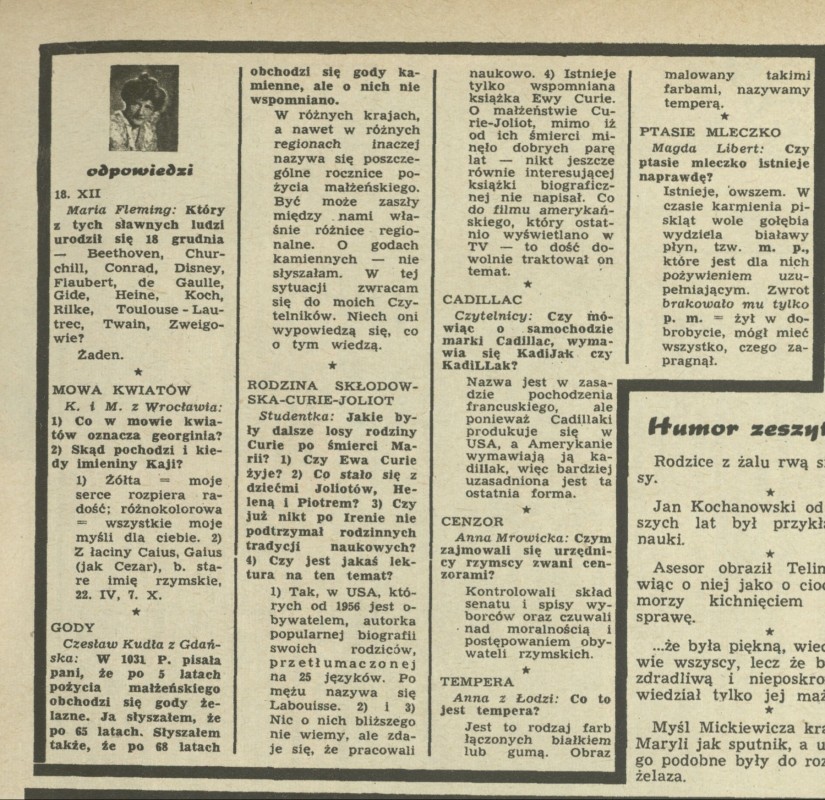 odpowiedzi
18. XII
Maria Fleming: Który
z tych sławnych ludzi
urodził się 18 grudnia
— Beethoven, Chur-
chill, Conrad, Disney,
Flaubert, de Gaulle,
Gide, Heine, Koch,
Rilke, Toulouse - Lau-
trec, Twain, Zweigo-
wie?
Żaden.
★
MOWA KWIATÓW
K. i M. z Wrocławia:
1) Co w mowie kwia-
tów oznacza georginia?
2) Skąd pochodzi i kie-
dy imieniny Kaji?
1) Żółta = moje
serce rozpiera ra-
dość; różnokolorowa
= wszystkie moje
myśli dla ciebie. 2)
Z łaciny Caius, Gaius
(jak Cezar), b. sta-
re imię rzymskie,
22. IV, 7. X.
★
GODY
Czesław Kudła z Gdań-
ska: W 1031 P. pisała
pani, że po 5 latach
pożycia małżeńskiego
obchodzi się gody że-
lazne. Ja słyszałem, że
po 65 latach. Słyszałem
także, że po 68 latach
obchodzi się gody ka-
mienne, ale o nich nie
wspomniano.
W różnych krajach,
a nawet w różnych
regionach inaczej
nazywa się poszcze-
gólne rocznice po-
życia małżeńskiego.
Być może zaszły
między nami wła-
śnie różnice regio-
nalne. O godach
kamiennych — nie
słyszałam. W tej
sytuacji zwracam
się do moich Czy-
telników. Niech oni
wypowiedzą się, co
o tym wiedzą.
★
RODZINA SKŁODOW-
SKA-CURIE-JOLIOT
Studentka: Jakie by-
ły dalsze losy rodziny
Curie po śmierci Ma-
rii? 1) Czy Ewa Curie
żyje? 2) Co stało się z
dziećmi Joliotów, He-
leną i Piotrem? 3) Czy
już nikt po Irenie nie
podtrzymał rodzinnych
tradycji naukowych?
4) Czy jest jakaś lek-
tura na ten temat?
1) Tak, w USA, któ-
rych od 1956 jest o-
bywatelem, autorka
popularnej biografii
swoich rodziców,
przetłumaczonej
na 25 języków. Po
mężu nazywa się
Labouisse. 2) i 3)
Nic o nich bliższego
nie wiemy, ale zda-
je się, że pracowali
naukowo. 4) Istnieje
tylko wspomniana
książka Ewy Curie.
O małżeństwie Cu-
rie-Joliot, mimo iż
od ich śmierci mi-
nęło dobrych parę
lat — nikt jeszcze
równie interesującej
książki biograficz-
nej nie napisał. Co
do filmu amerykań-
skiego, który ostat-
nio wyświetlano w
TV — to dość do-
wolnie traktował on
temat.
★
CADILLAC
Czytelnicy: Czy mó-
wiąc o samochodzie
marki Cadillac, wyma-
wia się KadiJak czy
KadiLLak?
Nazwa jest w zasa-
dzie pochodzenia
francuskiego, ale
ponieważ Cadillaki
produkuje się w
USA, a Amerykanie
wymawiają ją ka-
dillak, więc bardziej
uzasadniona jest ta
ostatnia forma.
★
CENZOR
Anna Mrowicka: Czym
zajmowali się urzędni-
cy rzymscy zwani cen-
zorami?
Kontrolowali skład
senatu i spisy wy-
borców oraz czuwali
nad moralnością i
postępowaniem oby-
wateli rzymskich.
★
TEMPERA
Anna z Łodzi: Co to
jest tempera?
Jest to rodzaj farb
łączonych białkiem
lub gumą. Obraz
malowany takimi
farbami, nazywamy
temperą.
★
PTASIE MLECZKO
Magda Libert: Czy
ptasie mleczko istnieje
naprawdę?
Istnieje, owszem. W
czasie karmienia pi-
skląt wole gołębia
wydziela białawy
płyn, tzw. m. p.,
które jest dla nich
pożywieniem uzu-
pełniającym. Zwrot
brakowało mu tylko
p. m. = żył w do-
brobycie, mógł mieć
wszystko, czego za-
pragnął.
Humor zeszyt
Rodzice z żalu rwą
sy.
★
Jan Kochanowski od
szych lat był przykła
nauki.
★
Asesor obraził Telim
wiąc o niej jako o cioc
morzy kichnięciem
sprawę.
★
...że była piękną, wied
wie wszyscy, lecz że b
zdradliwą i nieposkro
wiedział tylko jej maż
★
Myśl Mickiewicza krą
Maryli jak sputnik, a u
go podobne były do roz
żelaza.